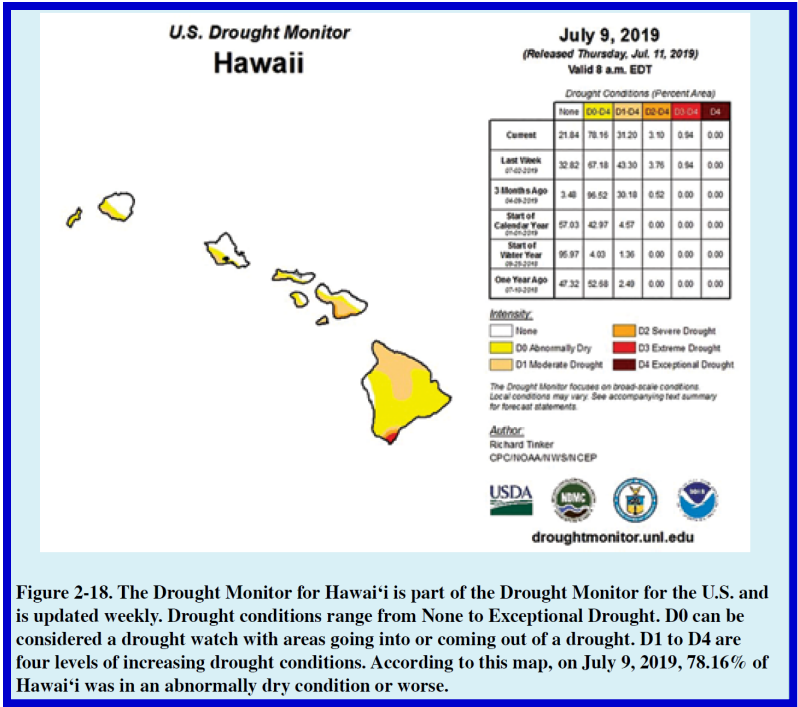 U.S. Drought Monitor
Hawaii
July 9, 2019
(Released Thursday, Jul. 11, 2019)
Valid 8 a.m. EDT
Drought Conditions (Percent Area)
None D0-D4 D1-D4 D2-D4 D3-D4 D4
Current 21.84 78.16 31.20 3.10 0.94 0.00
Last Week 32.82 67.18 43.30 3.76 0.94 0.00
07-02-2019
3 Months Ago 3.48 96.52 30.18 0.52 0.00 0.00
04-09-2019
Start of
Calendar Year 57.03 42.97 4.57 0.00 0.00 0.00
01-01-2019
Start of
Water Year 95.97 4.03 1.36 0.00 0.00 0.00
09-25-2018
One Year Ago 47.32 52.68 2.49 0.00 0.00 0.00
07-10-2018
Intensity:
None
D0 Abnormally Dry
D1 Moderate Drought
D2 Severe Drought
D3 Extreme Drought
D4 Exceptional Drought
The Drought Monitor focuses on broad-scale conditions.
Local conditions may vary. See accompanying text summary
for forecast statements.
Author:
Richard Tinker
CPC/NOAA/NWS/NCEP
USDA
NDMC
NOAA
droughtmonitor.unl.edu
Figure 2-18. The Drought Monitor for Hawai‘i is part of the Drought Monitor for the U.S. and
is updated weekly. Drought conditions range from None to Exceptional Drought. D0 can be
considered a drought watch with areas going into or coming out of a drought. D1 to D4 are
four levels of increasing drought conditions. According to this map, on July 9, 2019, 78.16% of
Hawai‘i was in an abnormally dry condition or worse.